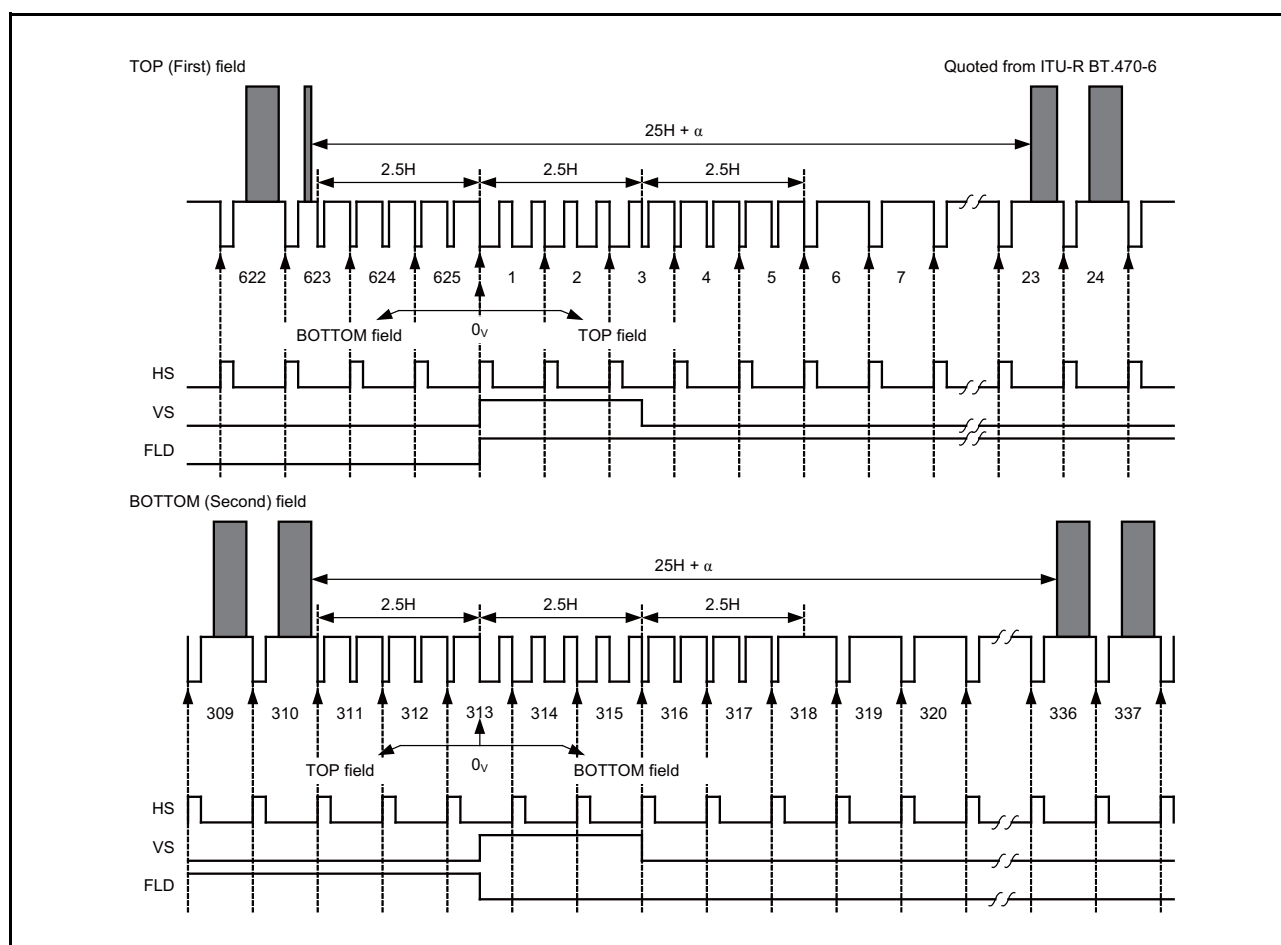 TOP (First) field
Quoted from ITU-R BT.470-6
25H + α
2.5H 2.5H 2.5H
622 623 624 625 1 2 3 4 5 6 7 23 24
BOTTOM field 0V TOP field
HS
VS
FLD
BOTTOM (Second) field
25H + α
2.5H 2.5H 2.5H
309 310 311 312 313 314 315 316 317 318 319 320 336 337
TOP field 0V BOTTOM field
HS
VS
FLD